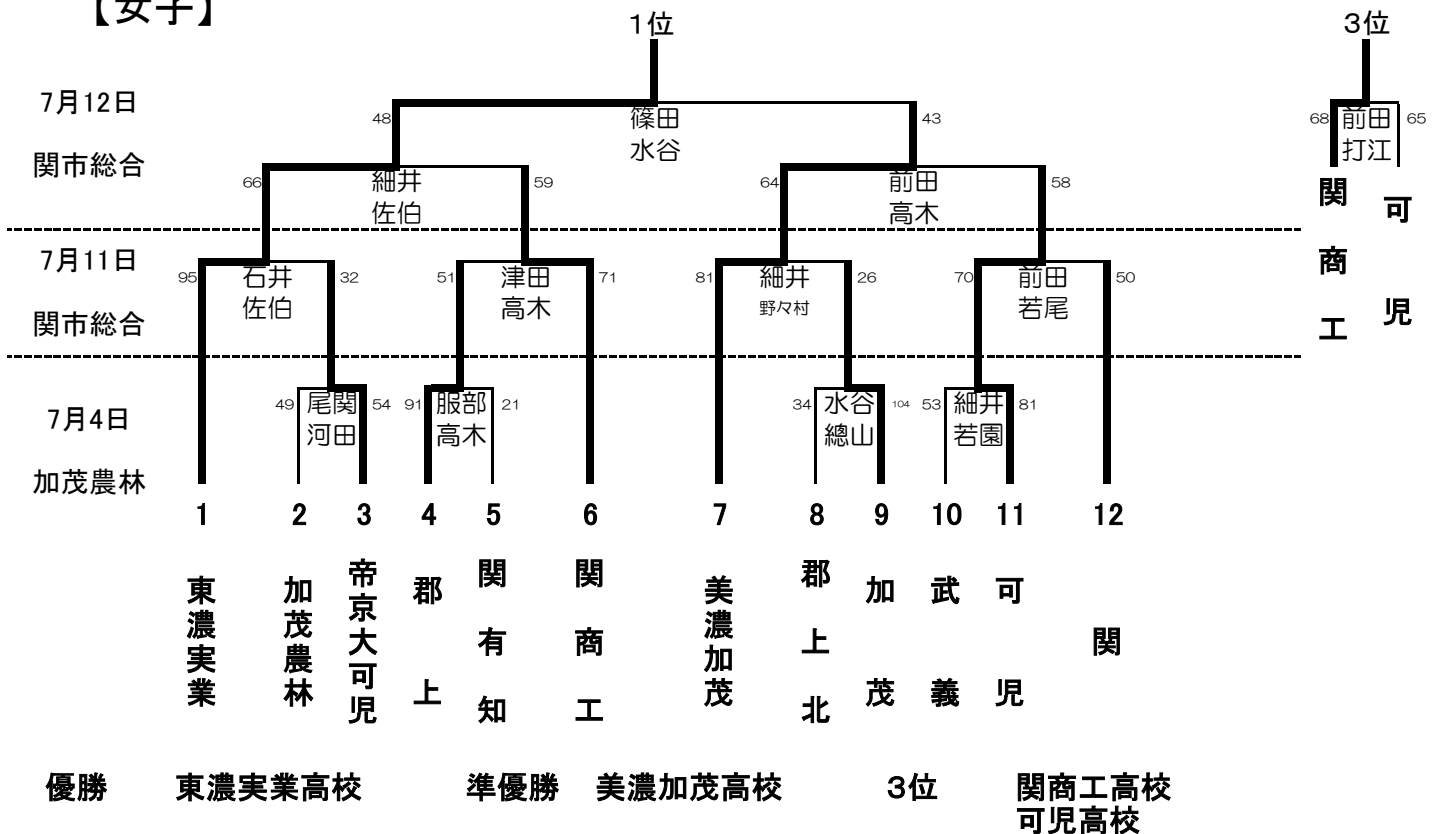 【女子】
1位
3位
7月12日
48
篠田
43
68
前田
65
水谷
打江
関市総合
66
細井
59
64
前田
58
佐伯
高木
関商工
可児
7月11日
95
石井
32
51
津田
71
81
細井
26
70
前田
50
佐伯
高木
野々村
若尾
関市総合
7月4日
49
尾関
54
91
服部
21
34
水谷
104
53
細井
81
河田
高木
總山
若園
加茂農林
1
2
3
4
5
6
7
8
9
10
11
12
東濃実業
加茂農林
帝京大可児
郡上
関有知
関商工
美濃加茂
郡上北
加茂
武義
可児
関
優勝 東濃実業高校 準優勝 美濃加茂高校 3位 関商工高校
可児高校